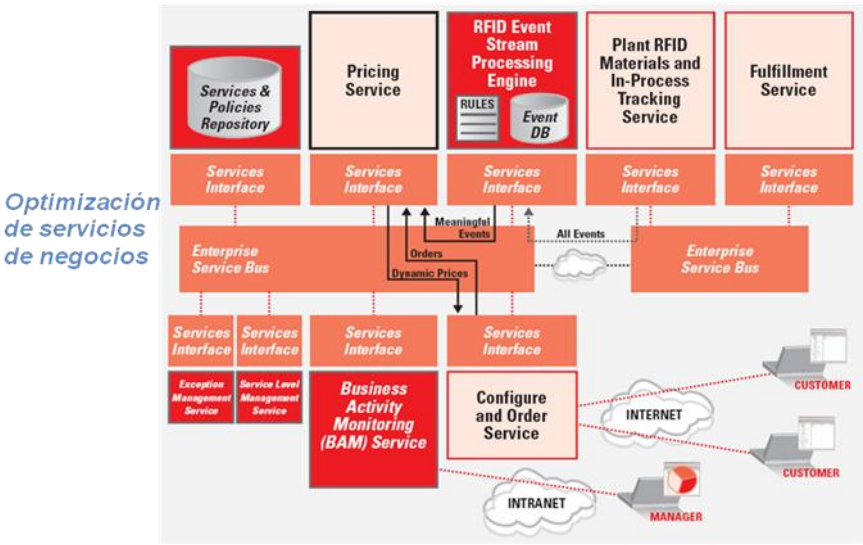 Optimización
de servicios
de negocios
Services &
Policies
Repository
Pricing
Service
RFID Event
Stream
Processing
Engine
RULES
Event
DB
Plant RFID
Materials and
In-Process
Tracking
Service
Fulfillment
Service
Services
Interface
Services
Interface
Services
Interface
Services
Interface
Services
Interface
Enterprise
Service Bus
Meaningful
Events
Orders
Dynamic Prices
All Events
Enterprise
Service Bus
Services
Interface
Services
Interface
Services
Interface
Services
Interface
Exception
Management
Service
Service Level
Management
Service
Business
Activity
Monitoring
(BAM) Service
Configure
and Order
Service
INTERNET
CUSTOMER
CUSTOMER
INTRANET
MANAGER